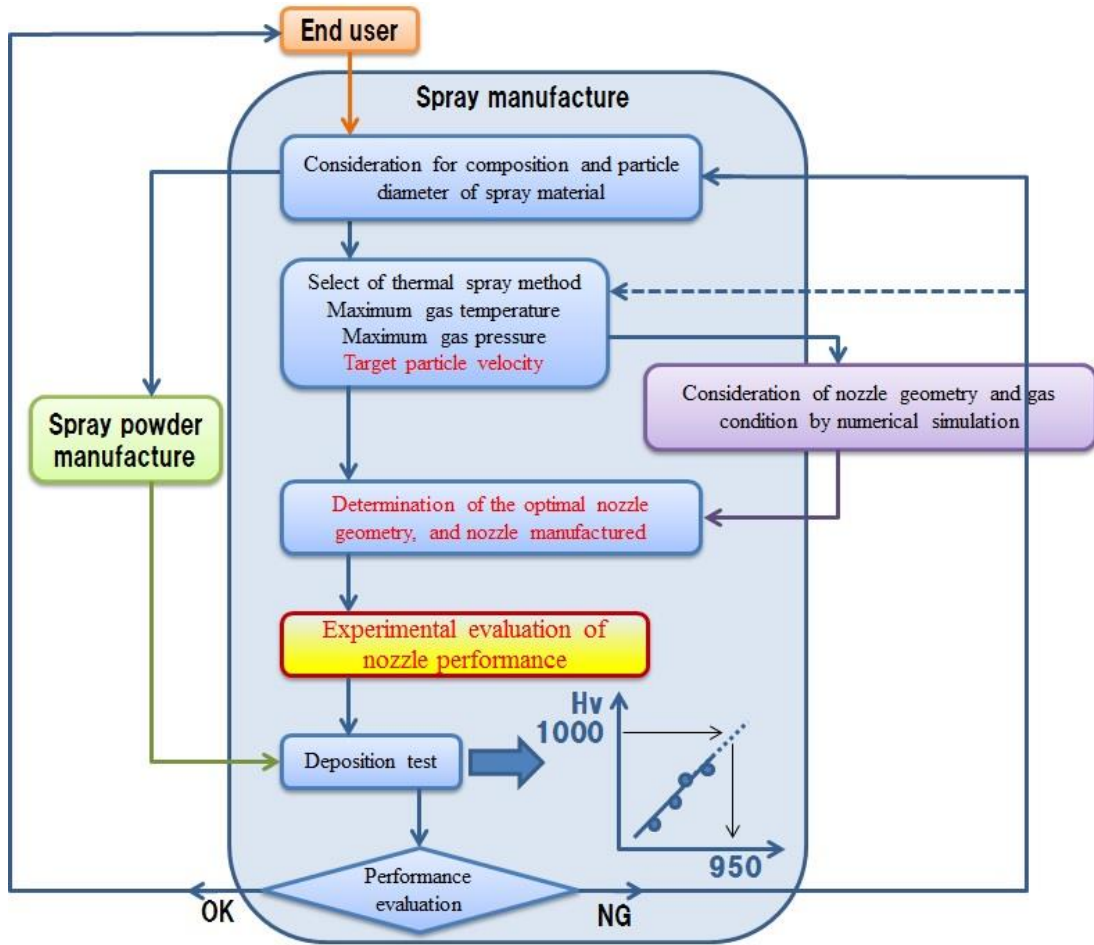 End user
Spray manufacture
Consideration for composition and particle
diameter of spray material
Select of thermal spray method
Maximum gas temperature
Maximum gas pressure
Target particle velocity
Consideration of nozzle geometry and gas
condition by numerical simulation
Spray powder
manufacture
Determination of the optimal nozzle
geometry, and nozzle manufactured
Experimental evaluation of
nozzle performance
Hv
1000
Deposition test
950
Performance
evaluation
OK
NG